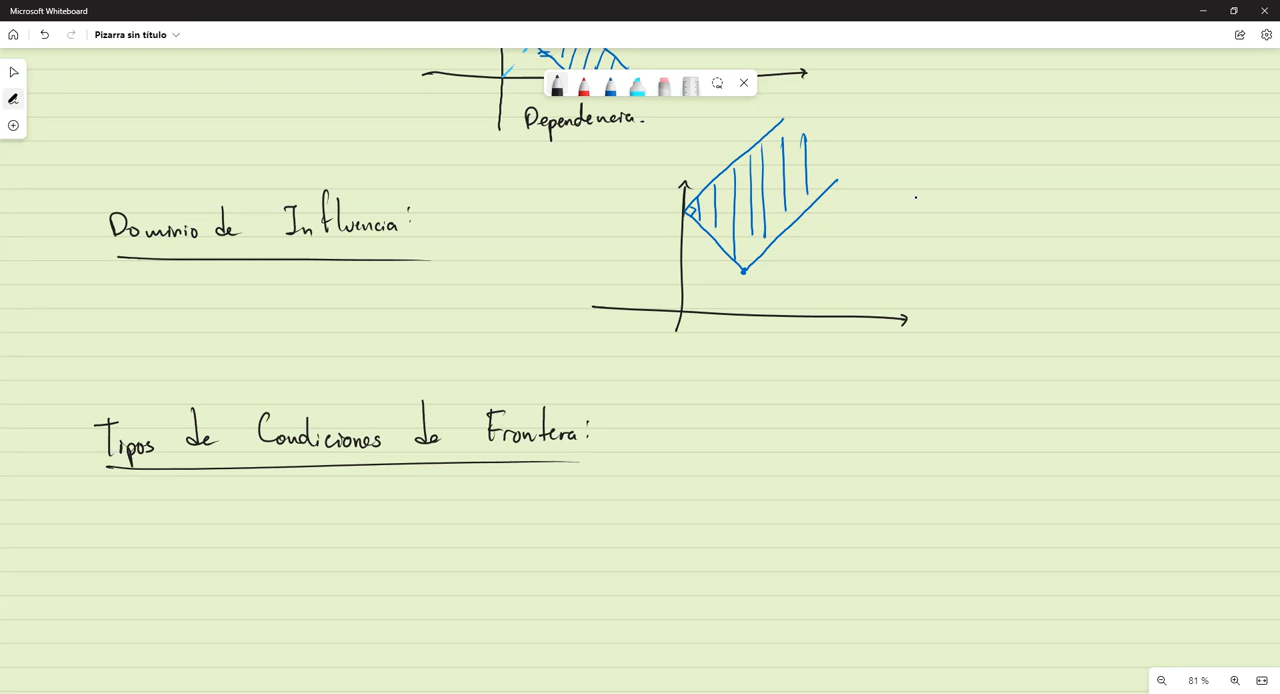 Microsoft Whiteboard
Pizarra sin título
Dependencia.
Dominio de Influencia:
Tipos de Condiciones de Frontera:
81 %